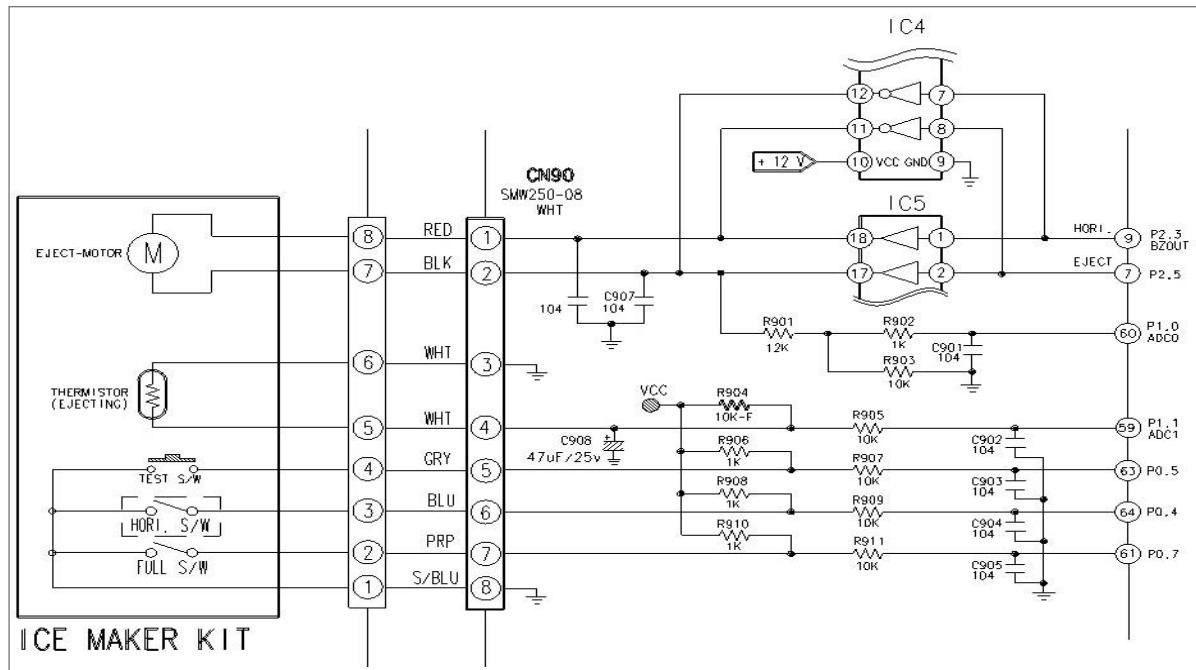 IC4
12 7
11 8
+ 12 V 10 VCC GND 9
CN90
SMW250-08
WHT
IC5
EJECT-MOTOR M
8 RED 1 18 1 HORI. 9 P2.3
BZOUT
7 BLK 2 17 2 EJECT 7 P2.5
104 C907
104
R901
12K
R902
1K
C901
104
R903
10K
60 P1.0
ADC0
6 WHT 3
THERMISTOR
(EJECTING)
VCC
R904
10K-F
5 WHT 4
C908
+
47uF/25v
R905
10K
C902
104
59 P1.1
ADC1
TEST S/W 4 GRY 5
R906
1K
R907
10K
C903
104
63 P0.5
HORI. S/W 3 BLU 6
R908
1K
R909
10K
C904
104
64 P0.4
FULL S/W 2 PRP 7
R910
1K
R911
10K
C905
104
61 P0.7
1 S/BLU 8
ICE MAKER KIT